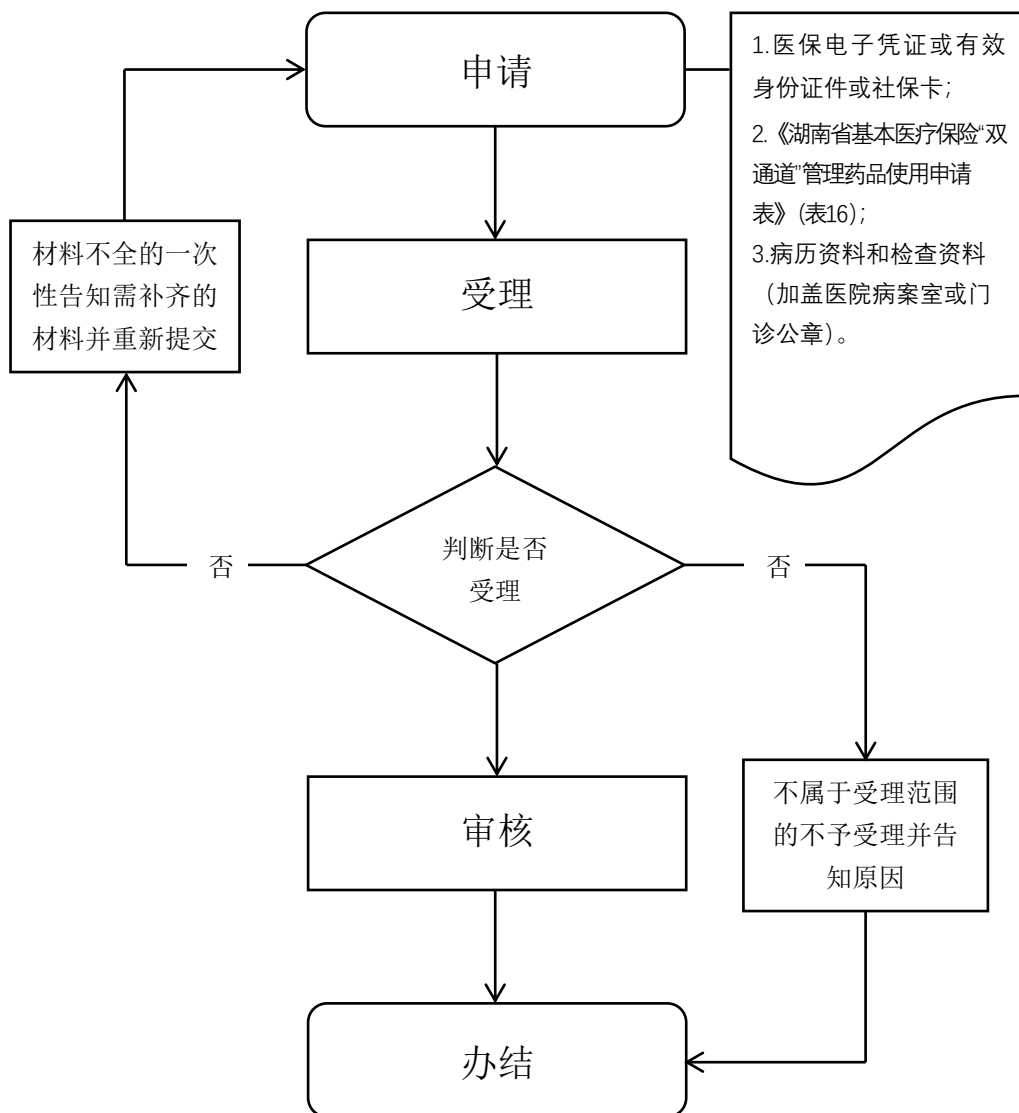 申请
1.医保电子凭证或有效
身份证件或社保卡；
2.《湖南省基本医疗保险“双
通道”管理药品使用申请
表》(表16)；
3.病历资料和检查资料
（加盖医院病案室或门
诊公章）。
材料不全的一次
性告知需补齐的
材料并重新提交
受理
判断是否
受理
否
否
审核
不属于受理范围
的不予受理并告
知原因
办结